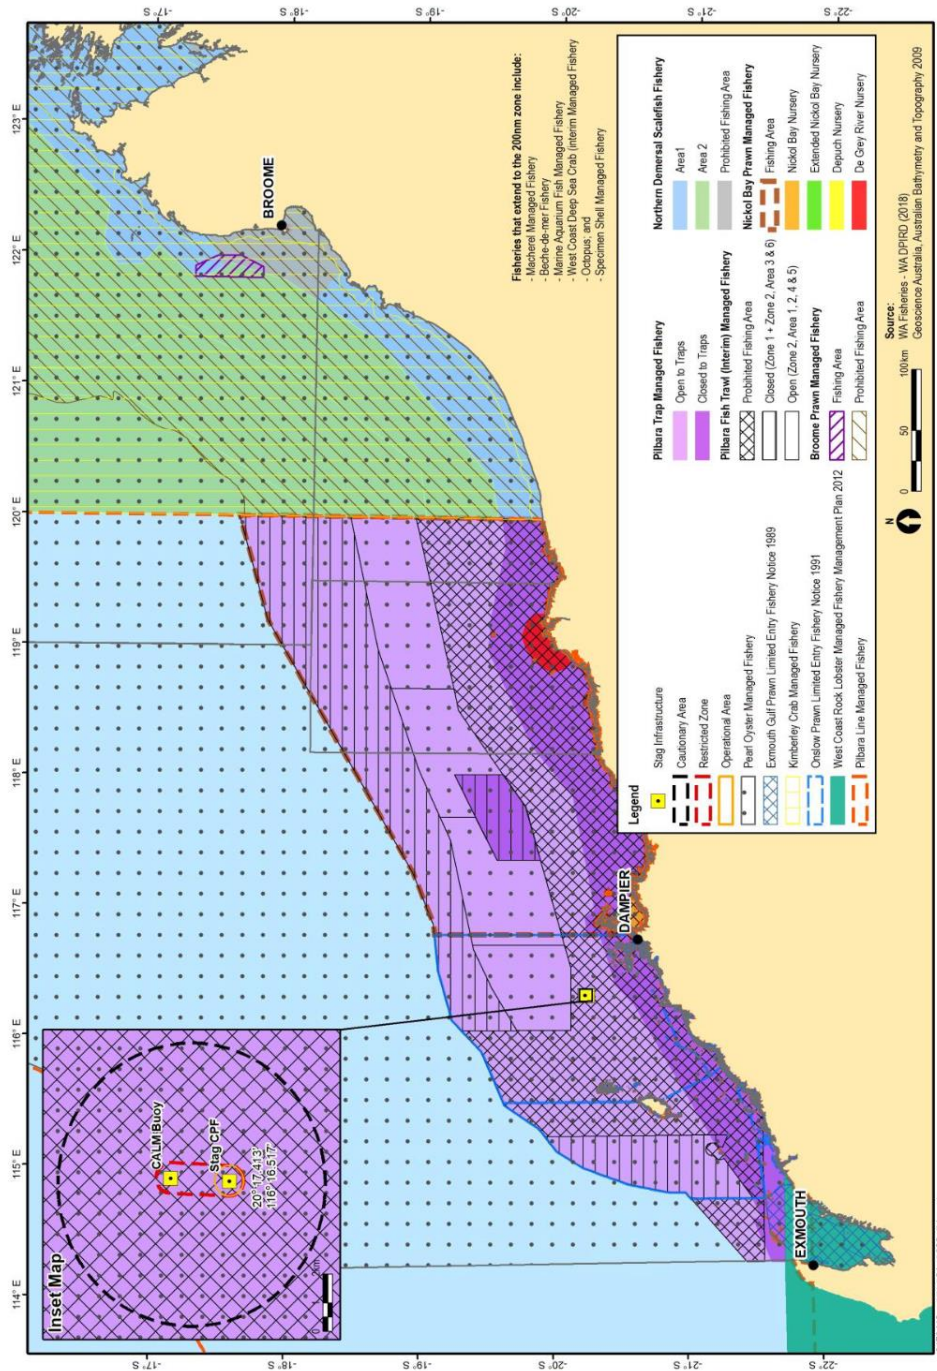 114° E
115° E
116° E
117° E
118° E
119° E
120° E
121° E
122° E
123° E
-17° S
-18° S
-19° S
-20° S
-21° S
-22° S
-17° S
-18° S
-19° S
-20° S
-21° S
-22° S
Inset Map
CALM Buoy
Stag CPF
20° 17.413'
116° 16.517'
BROOME
DAMPIER
EXMOUTH
Fisheries that extend to the 200nm zone include:
- Macherel Managed Fishery
- Beche-de-mer Fishery
- Marine Aquarium Fish Managed Fishery
- West Coast Deep Sea Crab (interim Managed Fishery
- Octopus; and
- Specimen Shell Managed Fishery
Legend
Stag Infrastructure
Cautionary Area
Restricted Zone
Operational Area
Pearl Oyster Managed Fishery
Exmouth Gulf Prawn Limited Entry Fishery Notice 1989
Kimberley Crab Managed Fishery
Onslow Prawn Limited Entry Fishery Notice 1991
West Coast Rock Lobster Managed Fishery Management Plan 2012
Pilbara Line Managed Fishery
Pilbara Trap Managed Fishery
Open to Traps
Closed to Traps
Pilbara Fish Trawl (Interim) Managed Fishery
Probibited Fishing Area
Closed (Zone 1 + Zone 2, Area 3 & 6)
Open (Zone 2, Area 1, 2, 4 & 5)
Broome Prawn Managed Fishery
Fishing Area
Prohibited Fishing Area
Northern Demersal Scalefish Fishery
Area1
Area 2
Prohibited Fishing Area
Nickol Bay Prawn Managed Fishery
Fishing Area
Nickol Bay Nursery
Extended Nickol Bay Nursery
Depuch Nursery
De Grey River Nursery
N
0 50 100km
Source:
WA Fisheries - WA DPIRD (2018)
Geoscience Australia, Australian Bathymetry and Topography 2009